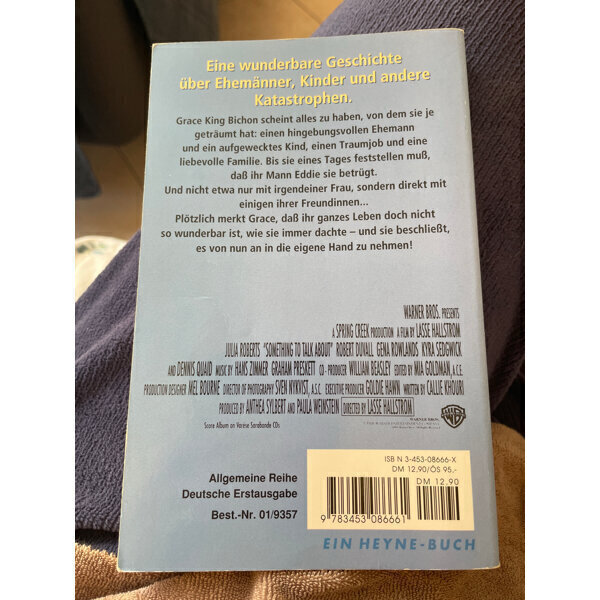 Eine wunderbare Geschichte
über Ehemänner, Kinder und andere
Katastrophen.
Grace King Bichon scheint alles zu haben, von dem sie je
geträumt hat: einen hingebungsvollen Ehemann
und ein aufgewecktes Kind, einen Traumjob und eine
liebevolle Familie. Bis sie eines Tages feststellen muß,
daß ihr Mann Eddie sie betrügt.
Und nicht etwa nur mit irgendeiner Frau, sondern direkt mit
einigen ihrer Freundinnen...
Plötzlich merkt Grace, daß ihr ganzes Leben doch nicht
so wunderbar ist, wie sie immer dachte – und sie beschließt,
es von nun an in die eigene Hand zu nehmen!
WARNER BROS. PRESENTS
A SPRING CREEK PRODUCTION A FILM BY LASSE HALLSTROM
JULIA ROBERTS "SOMETHING TO TALK ABOUT" ROBERT DUVALL GENA ROWLANDS KYRA SEDGWICK
AND DENNIS QUAID MUSIC BY HANS ZIMMER GRAHAM PRESKETT CO-PRODUCER WILLIAM BEASLEY EDITED BY MIA GOLDMAN, A.C.E.
PRODUCTION DESIGNER MEL BOURNE DIRECTOR OF PHOTOGRAPHY SVEN NYKVIST, A.S.C. EXECUTIVE PRODUCER GOLDIE HAWN WRITTEN BY CALLIE KHOURI
PRODUCED BY ANTHEA SYLBERT AND PAULA WEINSTEIN DIRECTED BY LASSE HALLSTROM
WB
WARNER BROS.
Score Album on Varèse Sarabande CDs
ISBN 3-453-08666-X
DM 12,90/ÖS 95,-
DM 12,90
9 783453 086661
Allgemeine Reihe
Deutsche Erstausgabe
Best.-Nr. 01/9357
EIN HEYNE-BUCH